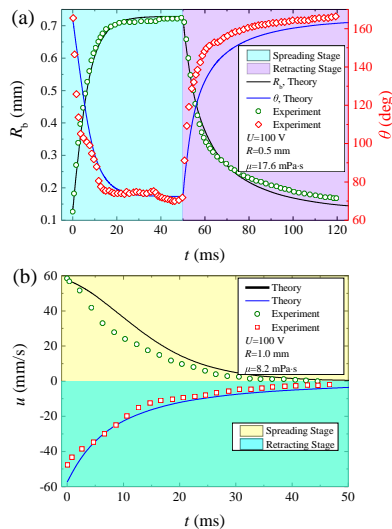 (a)
0.7
0.6
0.5
0.4
0.3
0.2
0.1
R_b (mm)
160
140
120
100
80
60
θ (deg)
Spreading Stage
Retracting Stage
R_b, Theory
θ, Theory
Experiment
Experiment
U=100 V
R=0.5 mm
μ=17.6 mPa·s
0 20 40 60 80 100 120
t (ms)
(b)
60
40
20
0
-20
-40
-60
u (mm/s)
Theory
Theory
Experiment
Experiment
U=100 V
R=1.0 mm
μ=8.2 mPa·s
Spreading Stage
Retracting Stage
0 10 20 30 40 50
t (ms)